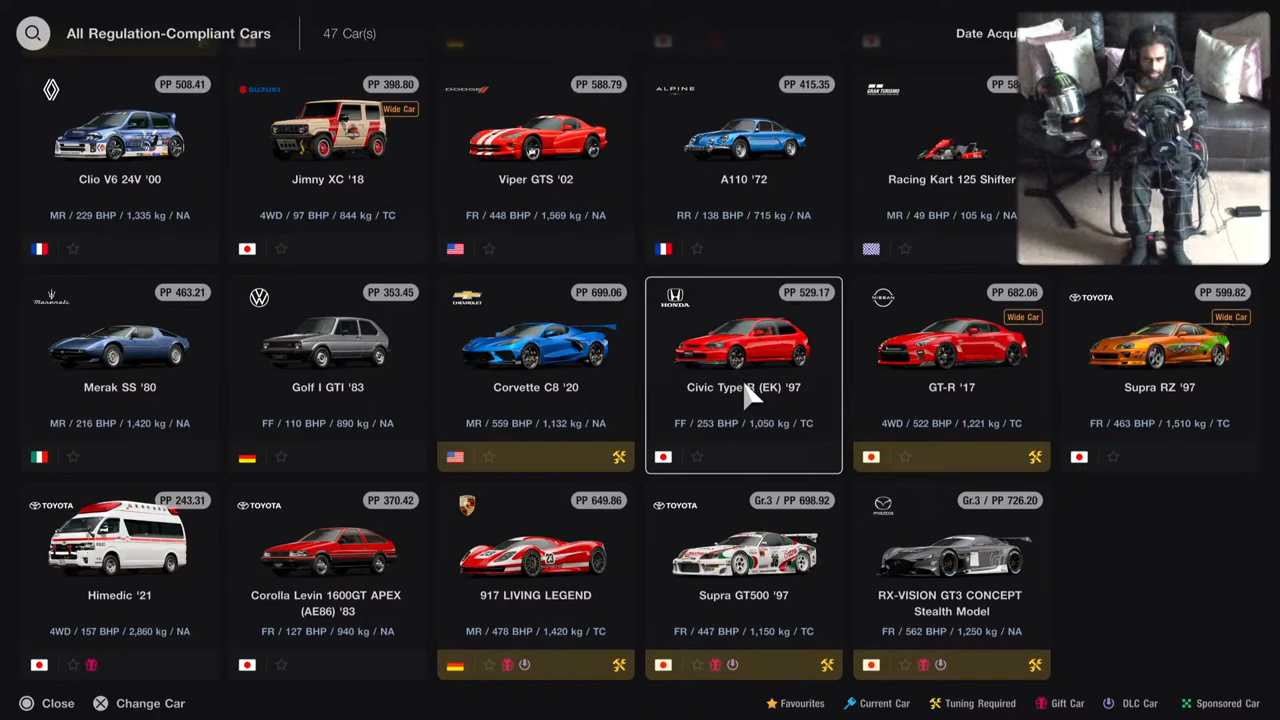 All Regulation-Compliant Cars
47 Car(s)
PP 508.41
Clio V6 24V '00
MR / 229 BHP / 1,335 kg / NA
SUZUKI
PP 398.80
Wide Car
Jimny XC '18
4WD / 97 BHP / 844 kg / TC
DODGE
PP 588.79
Viper GTS '02
FR / 448 BHP / 1,569 kg / NA
ALPINE
PP 415.35
A110 '72
RR / 138 BHP / 715 kg / NA
GRAN TURISMO
Racing Kart 125 Shifter
MR / 49 BHP / 105 kg / NA
Maserati
PP 463.21
Merak SS '80
MR / 216 BHP / 1,420 kg / NA
PP 353.45
Golf I GTI '83
FF / 110 BHP / 890 kg / NA
CHEVROLET
PP 699.06
Corvette C8 '20
MR / 559 BHP / 1,132 kg / NA
HONDA
PP 529.17
Civic Type R (EK) '97
FF / 253 BHP / 1,050 kg / TC
NISSAN
PP 682.06
Wide Car
GT-R '17
4WD / 522 BHP / 1,221 kg / TC
TOYOTA
PP 599.82
Wide Car
Supra RZ '97
FR / 463 BHP / 1,510 kg / TC
TOYOTA
PP 243.31
Himedic '21
4WD / 157 BHP / 2,860 kg / NA
TOYOTA
PP 370.42
Corolla Levin 1600GT APEX
(AE86) '83
FR / 127 BHP / 940 kg / NA
PP 649.86
917 LIVING LEGEND
MR / 478 BHP / 1,420 kg / TC
TOYOTA
Gr.3 / PP 698.92
Supra GT500 '97
FR / 447 BHP / 1,150 kg / TC
mazda
Gr.3 / PP 726.20
RX-VISION GT3 CONCEPT
Stealth Model
FR / 562 BHP / 1,250 kg / NA
Close
Change Car
Favourites
Current Car
Tuning Required
Gift Car
DLC Car
Sponsored Car